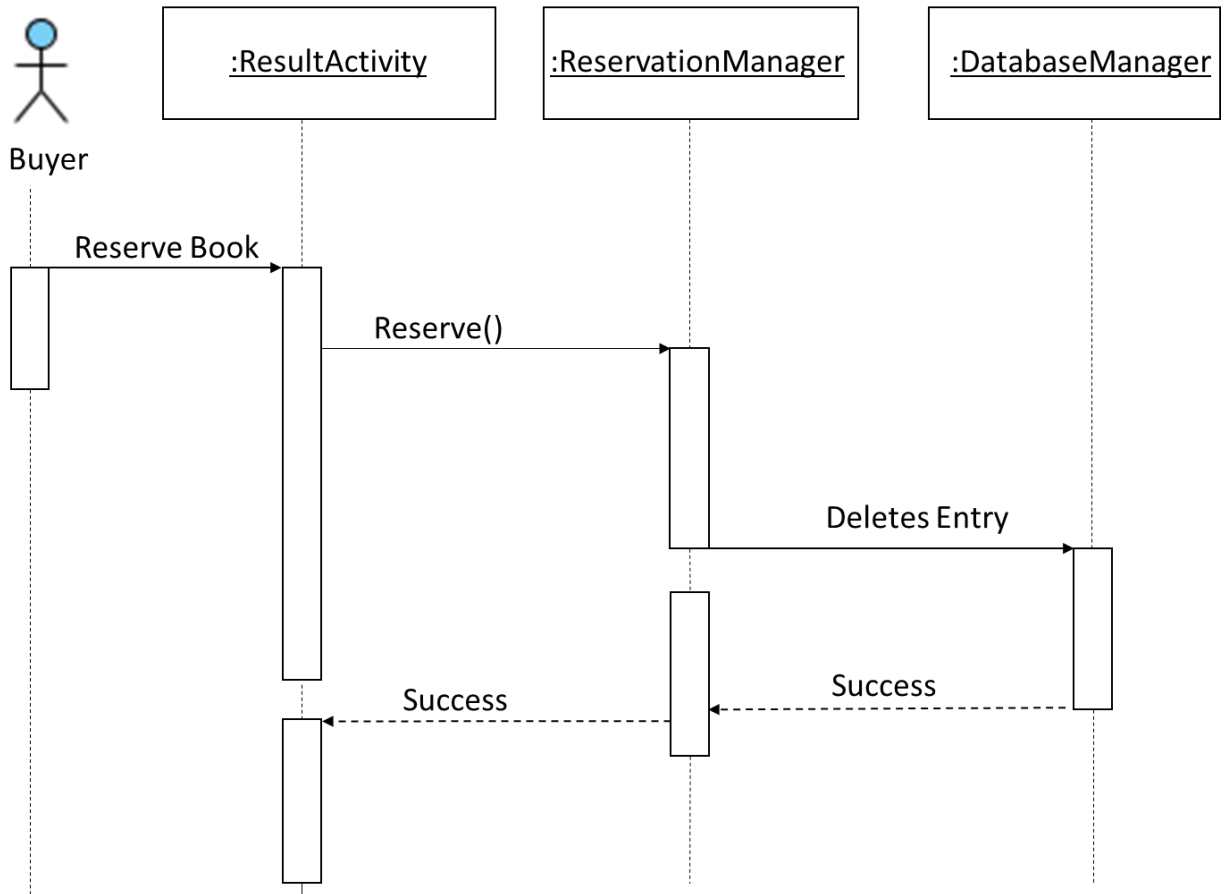 :ResultActivity
:ReservationManager
:DatabaseManager
Buyer
Reserve Book
Reserve()
Deletes Entry
Success
Success